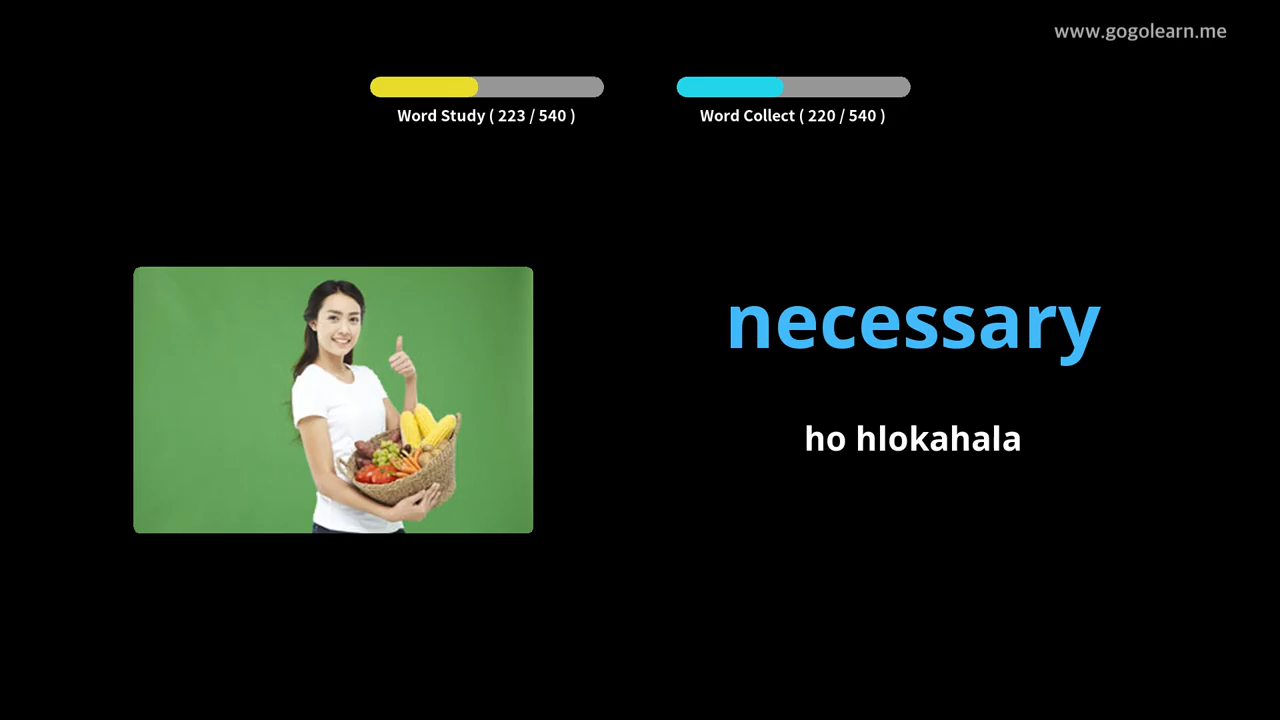 www.gogolearn.me
Word Study ( 223 / 540 )
Word Collect ( 220 / 540 )
necessary
ho hlokahala